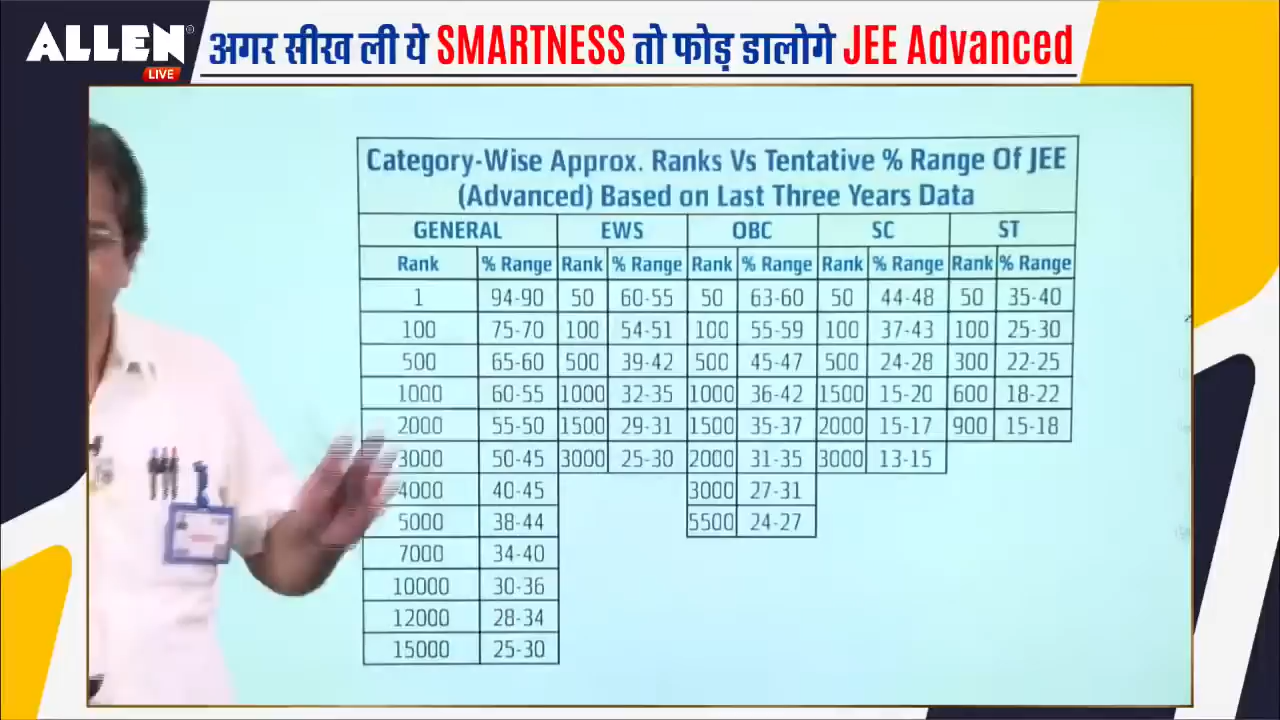 ALLEN
LIVE
अगर सीख ली ये SMARTNESS तो फोड़ डालोगे JEE Advanced
Category-Wise Approx. Ranks Vs Tentative % Range Of JEE
(Advanced) Based on Last Three Years Data
GENERAL EWS OBC SC ST
Rank % Range Rank % Range Rank % Range Rank % Range Rank % Range
1 94-90 50 60-55 50 63-60 50 44-48 50 35-40
100 75-70 100 54-51 100 55-59 100 37-43 100 25-30
500 65-60 500 39-42 500 45-47 500 24-28 300 22-25
1000 60-55 1000 32-35 1000 36-42 1500 15-20 600 18-22
2000 55-50 1500 29-31 1500 35-37 2000 15-17 900 15-18
3000 50-45 3000 25-30 2000 31-35 3000 13-15
4000 40-45 3000 27-31
5000 38-44 5500 24-27
7000 34-40
10000 30-36
12000 28-34
15000 25-30